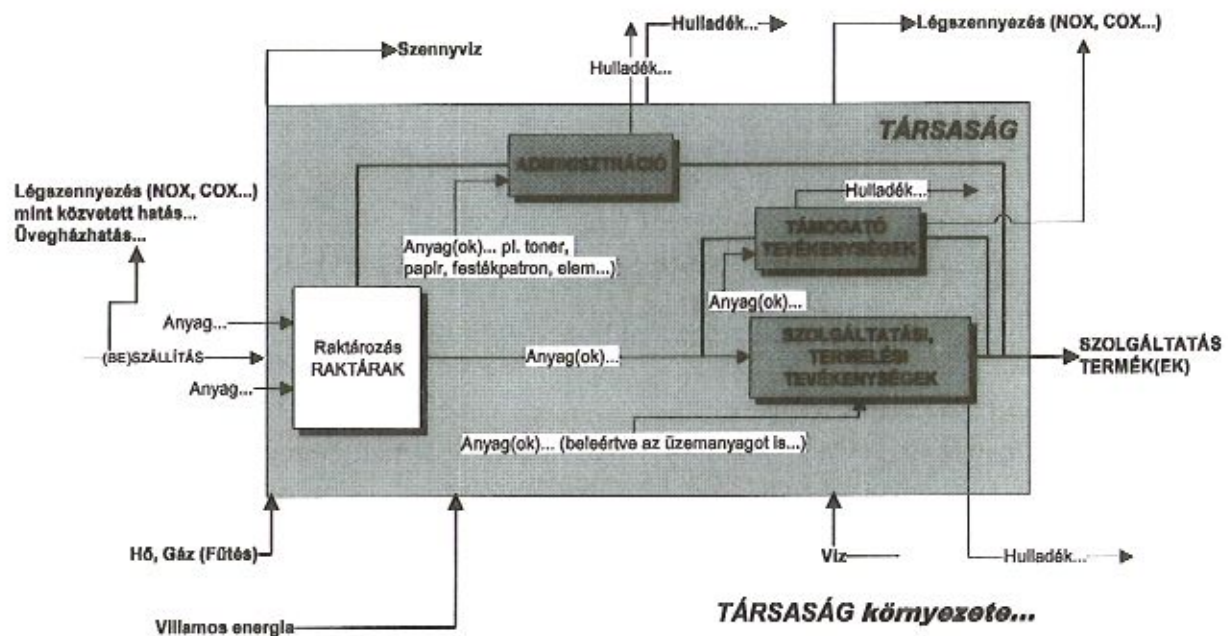 Hulladék...
Légszennyezés (NOX, COX...)
Szennyvíz
Hulladék...
TÁRSASÁG
ADMINISZTRÁCIÓ
Légszennyezés (NOX, COX...)
mint közvetett hatás...
Üvegházhatás...
Hulladék...
TÁMOGATÓ
TEVÉKENYSÉGEK
Anyag(ok)... pl. toner,
papír, festékpatron, elem...)
Anyag(ok)...
Anyag...
Raktározás
RAKTÁRAK
(BE)SZÁLLÍTÁS
Anyag(ok)...
SZOLGÁLTATÁSI,
TERMELÉSI
TEVÉKENYSÉGEK
SZOLGÁLTATÁS
TERMÉK(EK)
Anyag...
Anyag(ok)... (beleértve az üzemanyagot is...)
Hő, Gáz (Fűtés)
Víz
Hulladék...
Villamos energia
TÁRSASÁG környezete...